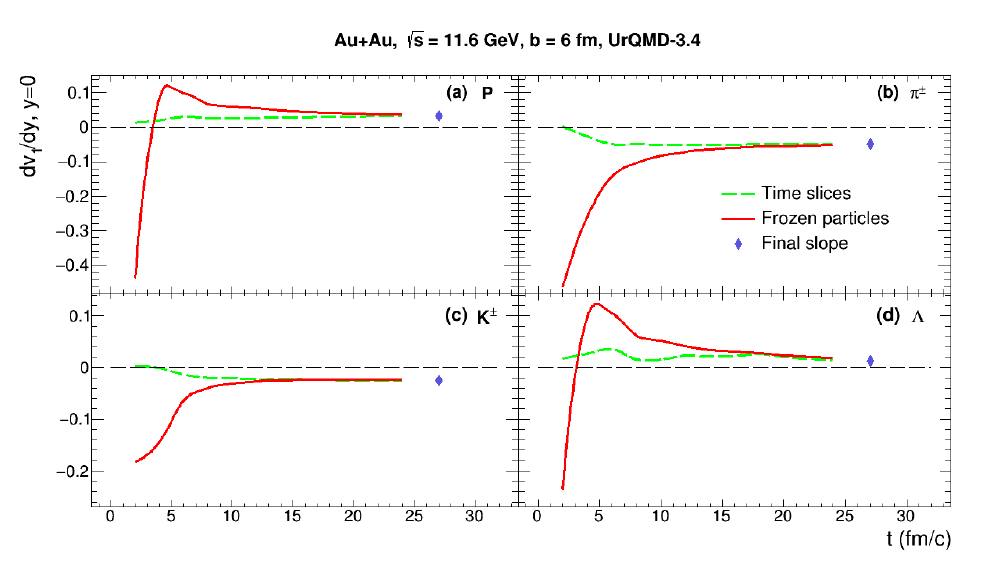 Au+Au, √s = 11.6 GeV, b = 6 fm, UrQMD-3.4
dv₁/dy, y=0
(a) P
0.1
0
−0.1
−0.2
−0.3
−0.4
(b) π±
Time slices
Frozen particles
Final slope
(c) K±
0.1
0
−0.1
−0.2
0 5 10 15 20 25 30
(d) Λ
0 5 10 15 20 25 30
t (fm/c)